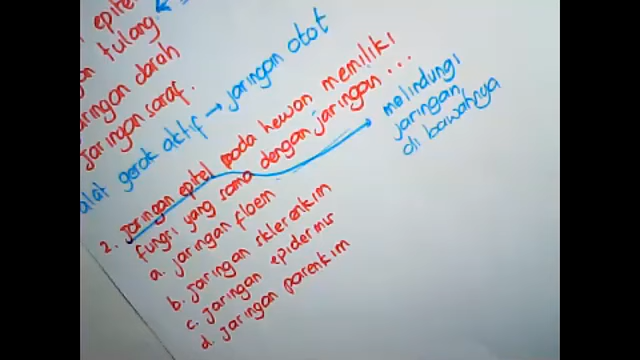 epitel
tulang
jaringan darah
jaringan saraf.
alat gerak aktif → jaringan otot
2. jaringan epitel pada hewan memiliki
fungsi yang sama dengan jaringan ...
melindungi
jaringan
di bawahnya
a. jaringan floem
b. jaringan sklerenkim
c. jaringan epidermis
d. jaringan parenkim